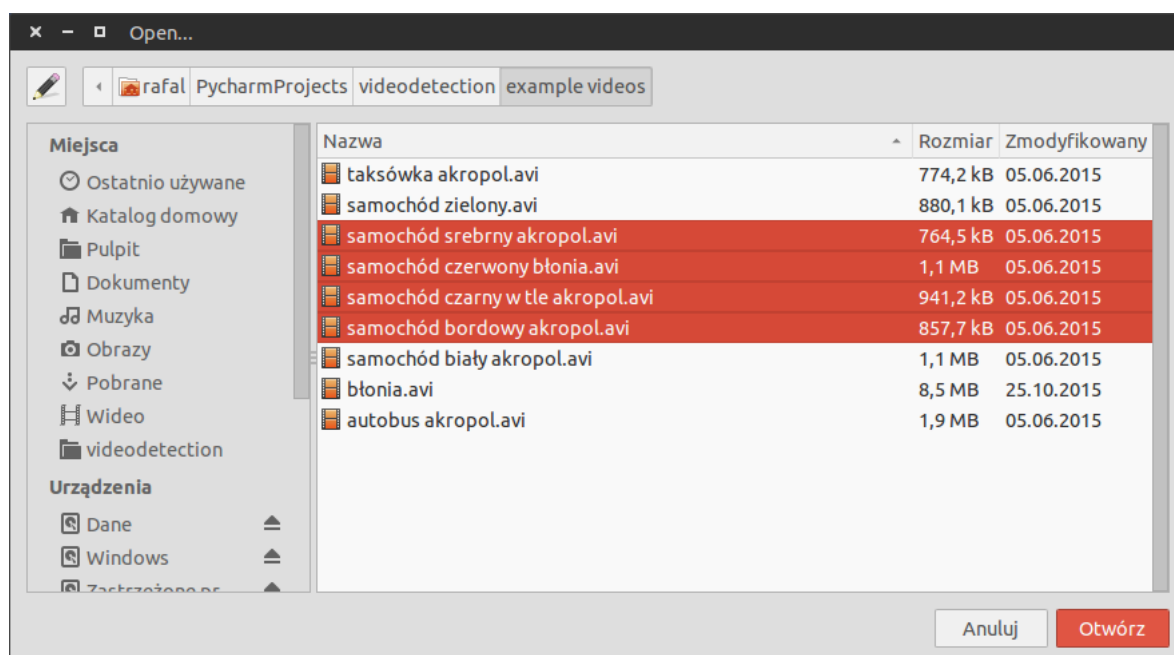 Open...
rafal PycharmProjects videodetection example videos
Miejsca
Ostatnio używane
Katalog domowy
Pulpit
Dokumenty
Muzyka
Obrazy
Pobrane
Wideo
videodetection
Urządzenia
Dane
Windows
Nazwa Rozmiar Zmodyfikowany
taksówka akropol.avi 774,2 kB 05.06.2015
samochód zielony.avi 880,1 kB 05.06.2015
samochód srebrny akropol.avi 764,5 kB 05.06.2015
samochód czerwony błonia.avi 1,1 MB 05.06.2015
samochód czarny w tle akropol.avi 941,2 kB 05.06.2015
samochód bordowy akropol.avi 857,7 kB 05.06.2015
samochód biały akropol.avi 1,1 MB 05.06.2015
błonia.avi 8,5 MB 25.10.2015
autobus akropol.avi 1,9 MB 05.06.2015
Anuluj Otwórz